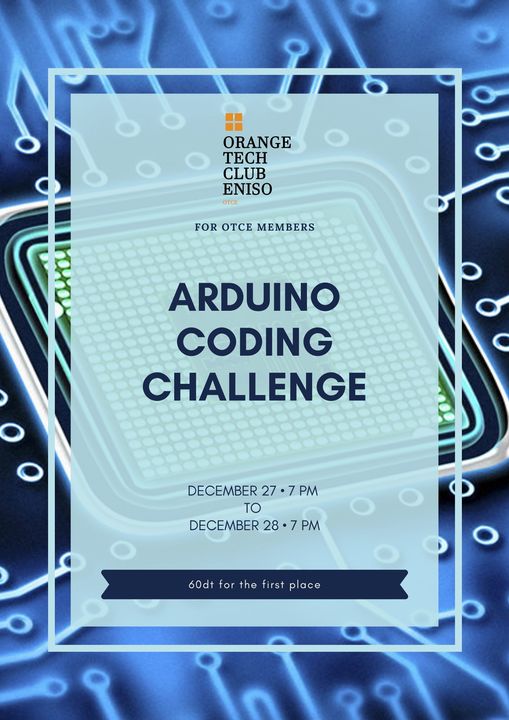 ORANGE
TECH
CLUB
ENISO
OTCE
FOR OTCE MEMBERS
ARDUINO
CODING
CHALLENGE
DECEMBER 27 • 7 PM
TO
DECEMBER 28 • 7 PM
60dt for the first place